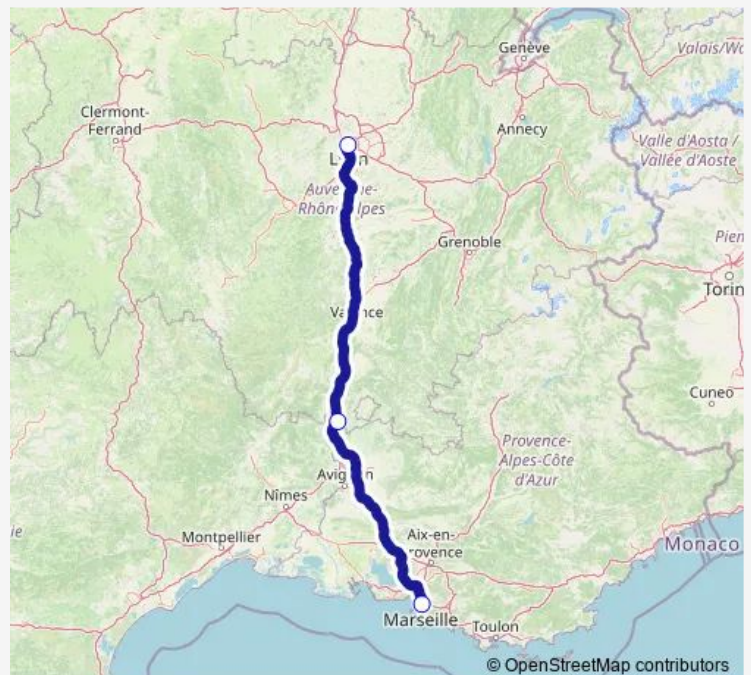 Genève
Valais/Wa
Clermont-
Ferrand
Annecy
Valle d'Aosta /
Vallée d'Aoste
Grenoble
Pien
Torin
Cuneo
Provence-
Alpes-Côte
d'Azur
Nîmes
Montpellier
Aix-en-
Monaco
Marseille
Toulon
© OpenStreetMap contributors